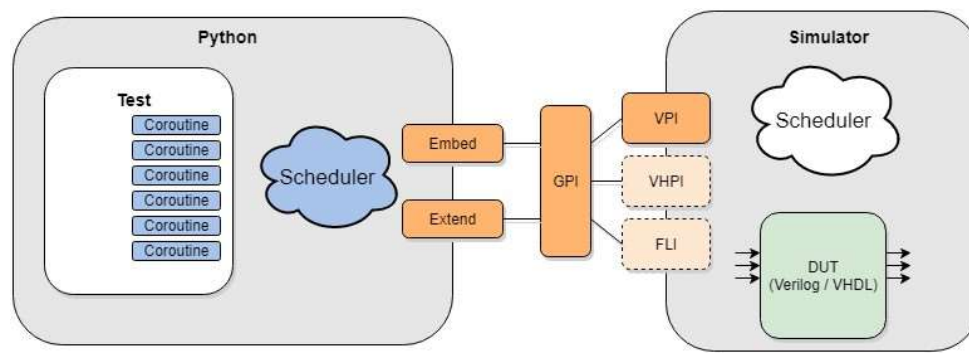 Python
Test
Coroutine
Coroutine
Coroutine
Coroutine
Coroutine
Coroutine
Scheduler
Embed
Extend
GPI
VPI
VHPI
FLI
Simulator
Scheduler
DUT
(Verilog / VHDL)